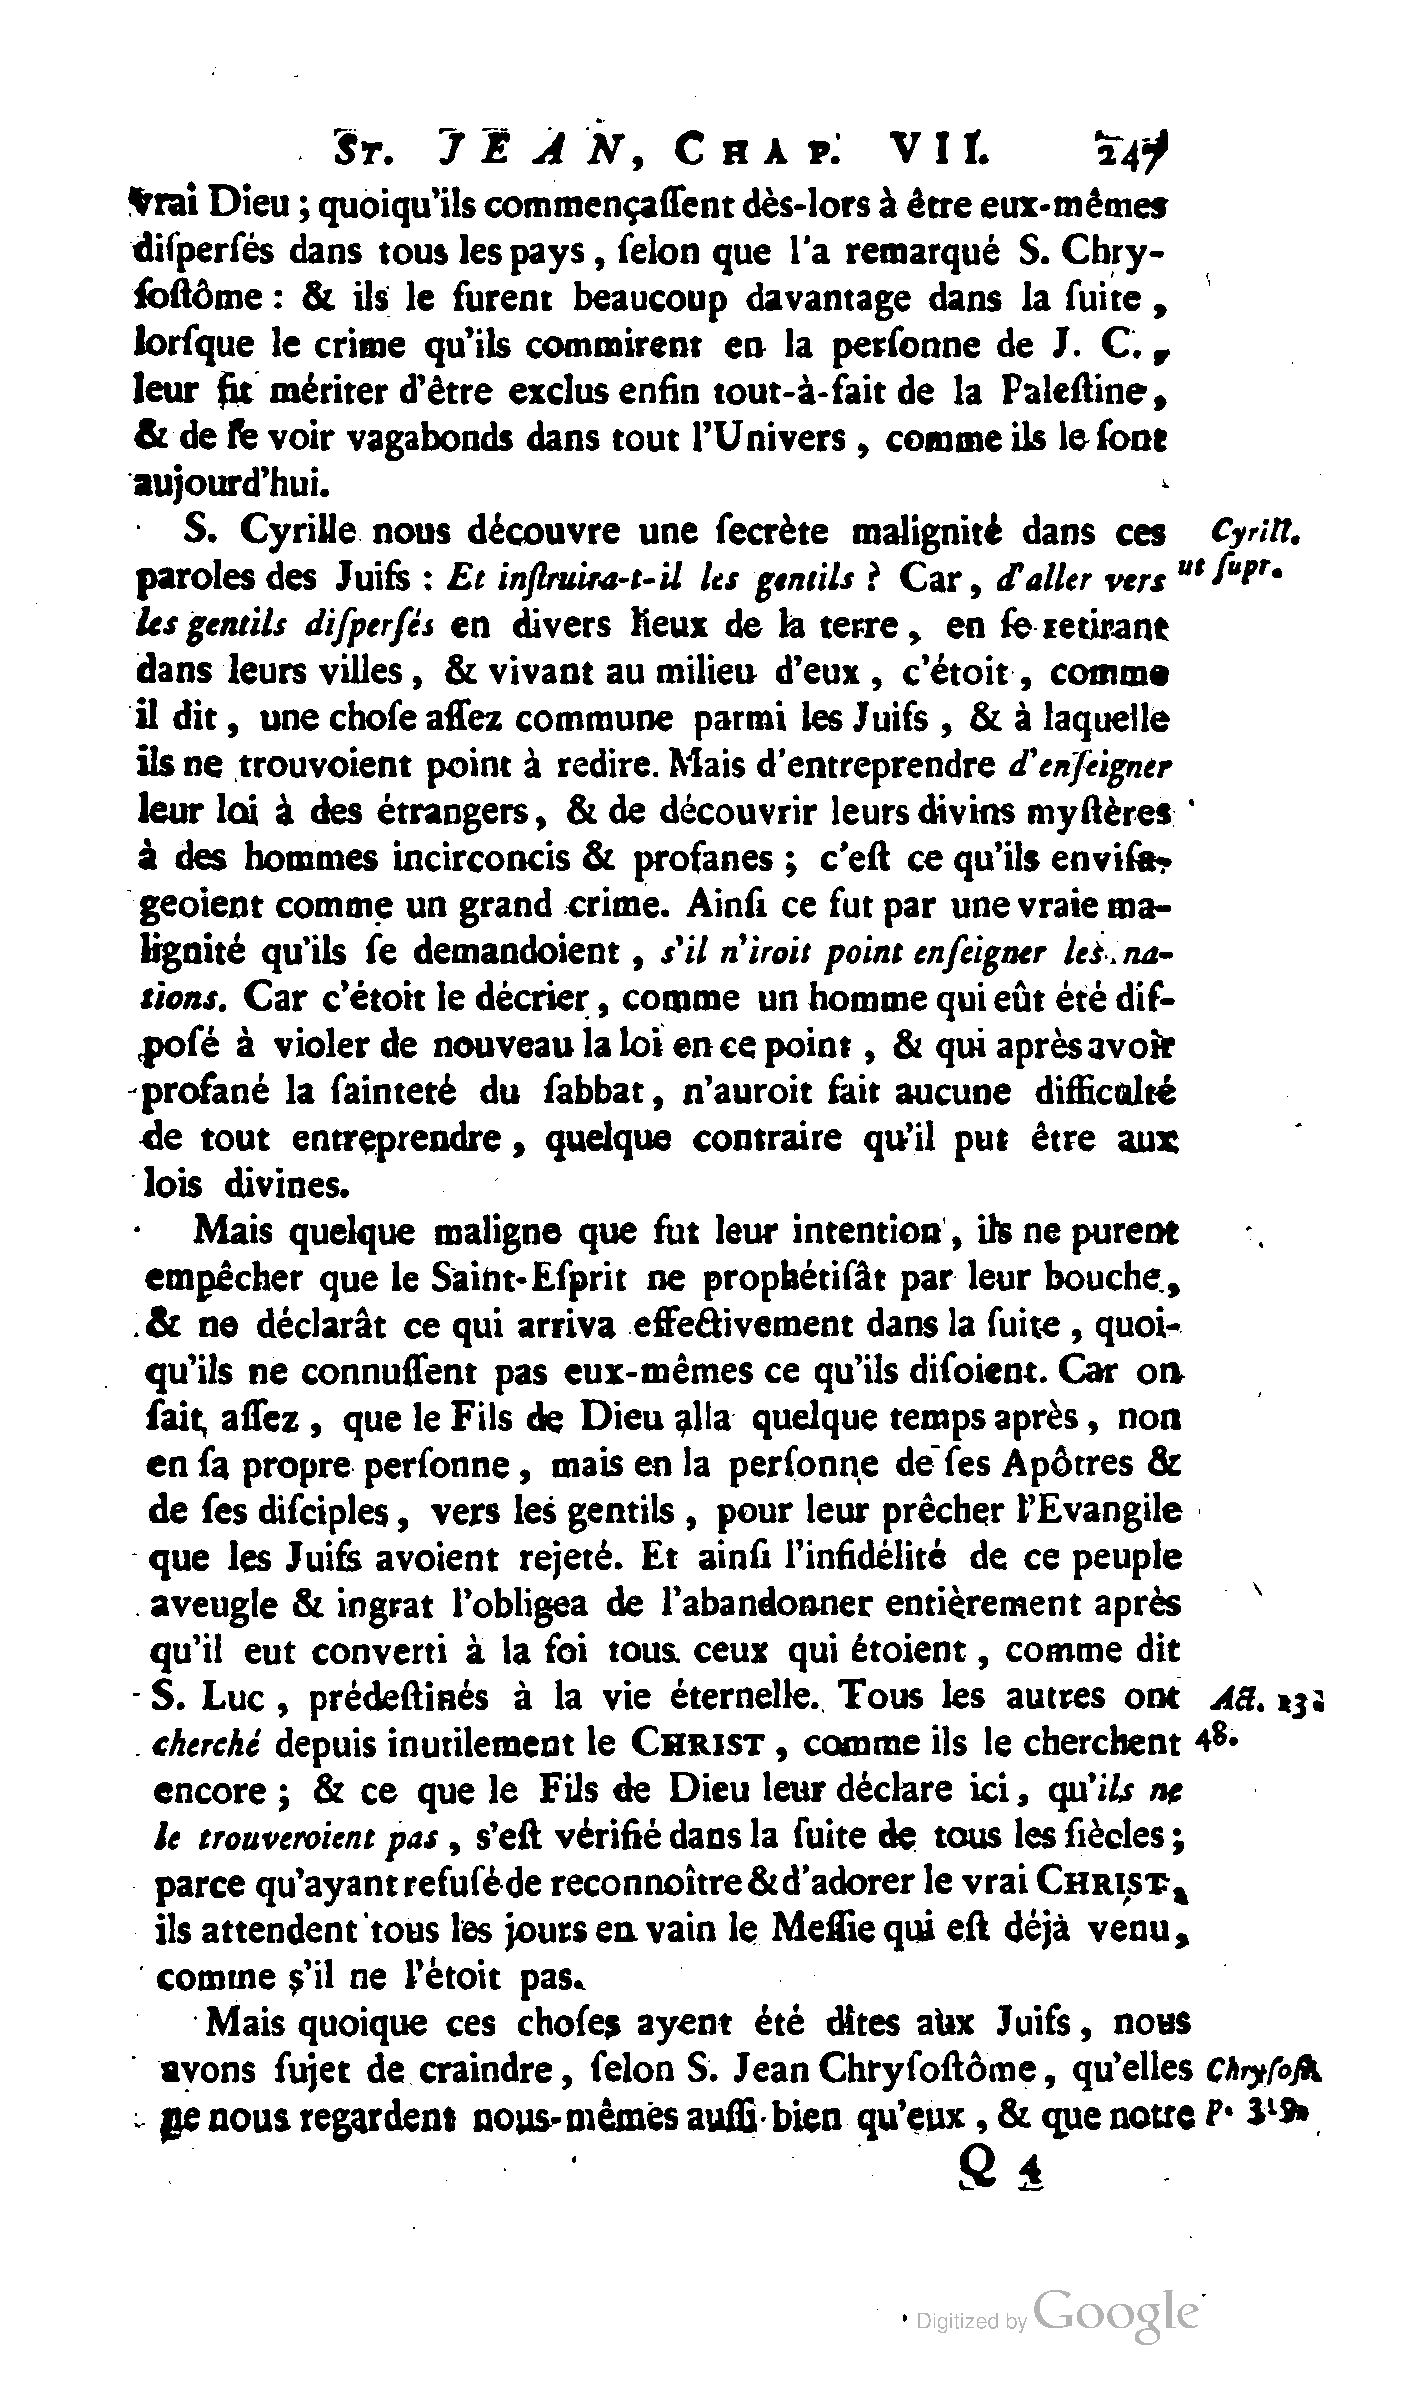 St. JEAN, CHAP. VII. 247
vrai Dieu ; quoiqu'ils commençaſſent dès-lors à être eux-mêmes
diſperſés dans tous les pays, ſelon que l'a remarqué S. Chry-
ſoſtôme : & ils le furent beaucoup davantage dans la ſuite,
lorſque le crime qu'ils commirent en la perſonne de J. C.,
leur fit mériter d'être exclus enfin tout-à-fait de la Paleſtine,
& de ſe voir vagabonds dans tout l'Univers, comme ils le ſont
aujourd'hui.
S. Cyrille nous découvre une ſecrète malignité dans ces Cyrill.
paroles des Juifs : Et inſtruira-t-il les gentils ? Car, d'aller vers ut ſupr.
les gentils diſperſés en divers lieux de la terre, en ſe retirant
dans leurs villes, & vivant au milieu d'eux, c'étoit, comme
il dit, une choſe aſſez commune parmi les Juifs, & à laquelle
ils ne trouvoient point à redire. Mais d'entreprendre d'enſeigner
leur loi à des étrangers, & de découvrir leurs divins myſtères
à des hommes incirconcis & profanes ; c'eſt ce qu'ils enviſa-
geoient comme un grand crime. Ainſi ce fut par une vraie ma-
lignité qu'ils ſe demandoient, s'il n'iroit point enſeigner les na-
tions. Car c'étoit le décrier, comme un homme qui eût été diſ-
poſé à violer de nouveau la loi en ce point, & qui après avoir
profané la ſainteté du ſabbat, n'auroit fait aucune difficulté
de tout entreprendre, quelque contraire qu'il put être aux
lois divines.
Mais quelque maligne que fut leur intention, ils ne purent
empêcher que le Saint-Eſprit ne prophétiſât par leur bouche,
& ne déclarât ce qui arriva effectivement dans la ſuite, quoi-
qu'ils ne connuſſent pas eux-mêmes ce qu'ils diſoient. Car on
ſait aſſez, que le Fils de Dieu alla quelque temps après, non
en ſa propre perſonne, mais en la perſonne de ſes Apôtres &
de ſes diſciples, vers les gentils, pour leur prêcher l'Evangile
que les Juifs avoient rejeté. Et ainſi l'infidélité de ce peuple
aveugle & ingrat l'obligea de l'abandonner entièrement après
qu'il eut converti à la foi tous ceux qui étoient, comme dit
S. Luc, prédeſtinés à la vie éternelle. Tous les autres ont Act. 13.
cherché depuis inutilement le CHRIST, comme ils le cherchent 48.
encore ; & ce que le Fils de Dieu leur déclare ici, qu'ils ne
le trouveroient pas, s'eſt vérifié dans la ſuite de tous les ſiècles ;
parce qu'ayant refuſé de reconnoître & d'adorer le vrai CHRIST,
ils attendent tous les jours en vain le Meſſie qui eſt déjà venu,
comme s'il ne l'étoit pas.
Mais quoique ces choſes ayent été dites aux Juifs, nous
avons ſujet de craindre, ſelon S. Jean Chryſoſtôme, qu'elles Chryſoſt.
ne nous regardent nous-mêmes auſſi-bien qu'eux, & que notre p. 319.
Q 4
Digitized by Google